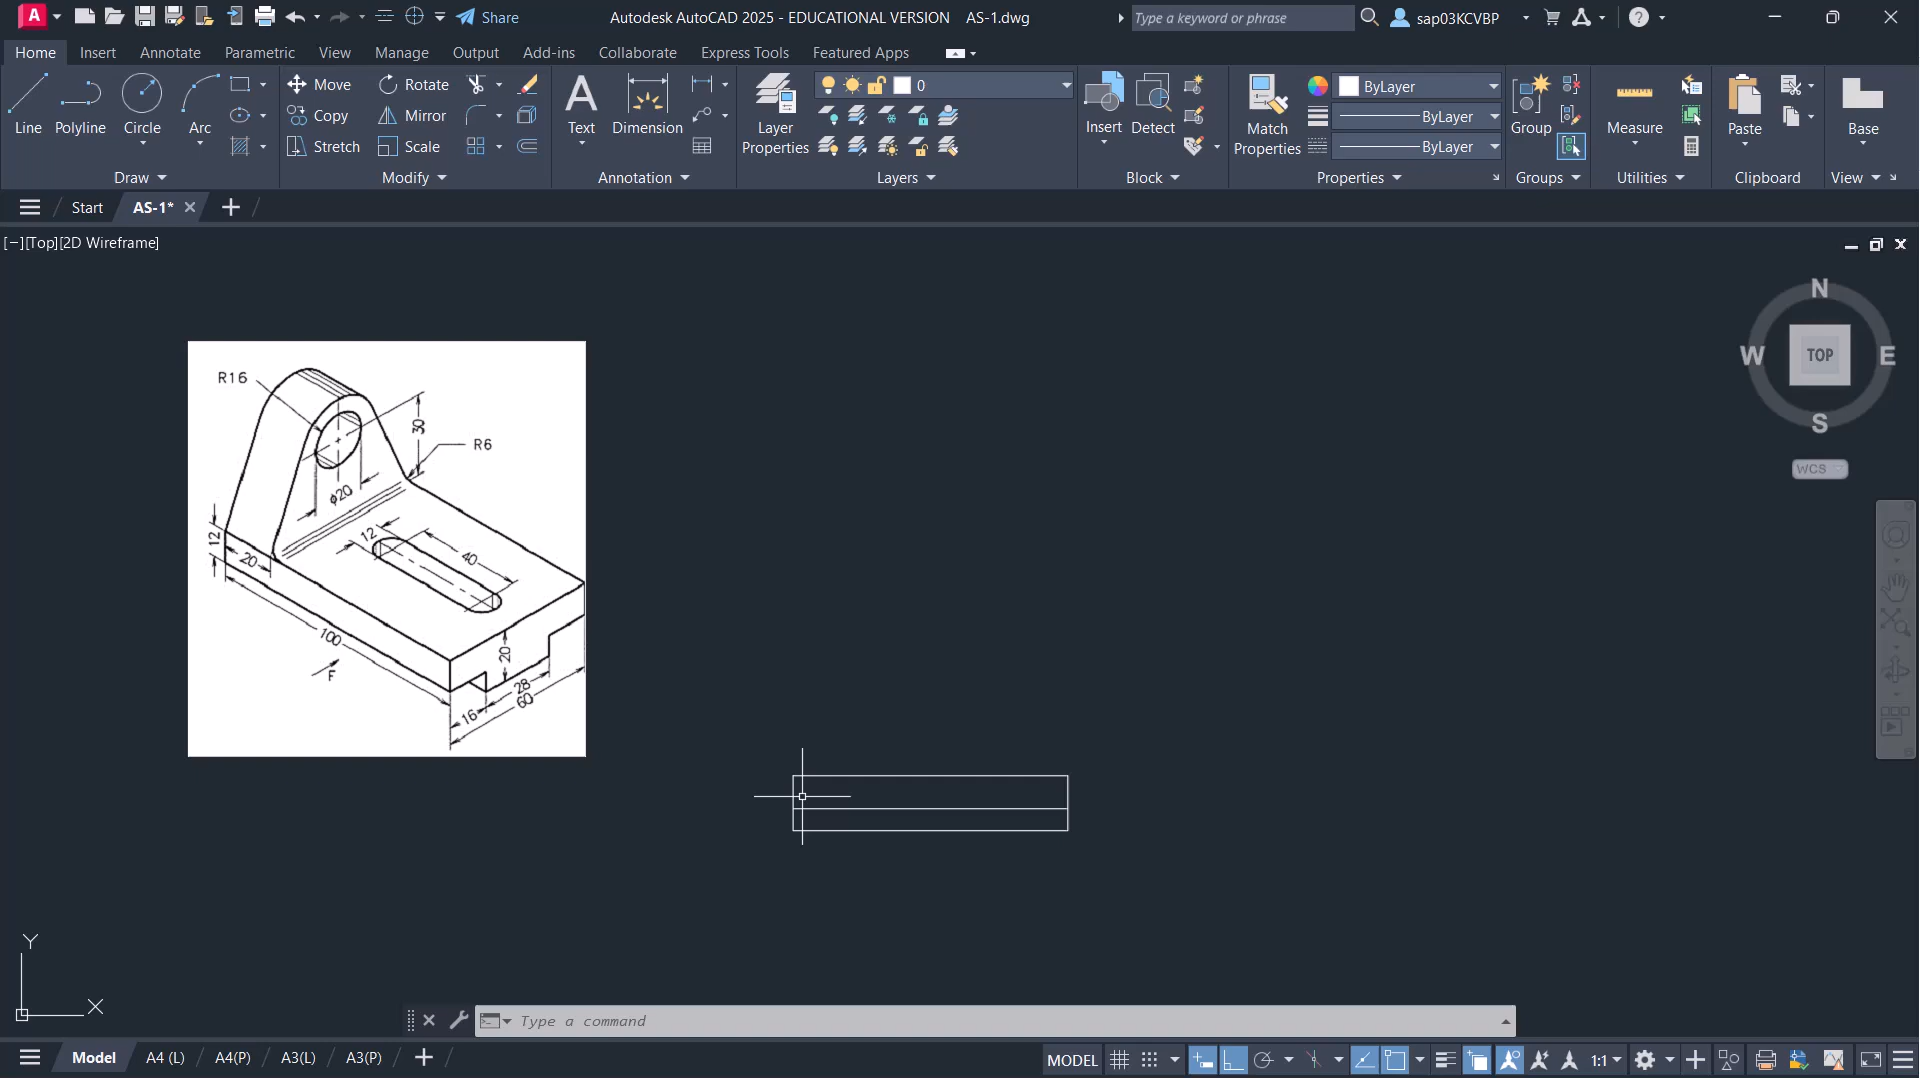 A Share Autodesk AutoCAD 2025 - EDUCATIONAL VERSION AS-1.dwg Type a keyword or phrase sap03KCVBP ?
Home Insert Annotate Parametric View Manage Output Add-ins Collaborate Express Tools Featured Apps
Line Polyline Circle Arc
Move Rotate
Copy Mirror
Stretch Scale
A Text Dimension
Layer Properties
0
Insert Detect
Match Properties
ByLayer
ByLayer
ByLayer
Group
Measure
Paste
Base
Draw Modify Annotation Layers Block Properties Groups Utilities Clipboard View
Start AS-1*
[−][Top][2D Wireframe]
N
W TOP E
S
WCS
R16
30
R6
ϕ20
12
40
12
20
100
20
F
28
60
16
Y
X
Type a command
Model A4 (L) A4(P) A3(L) A3(P) MODEL 1:1